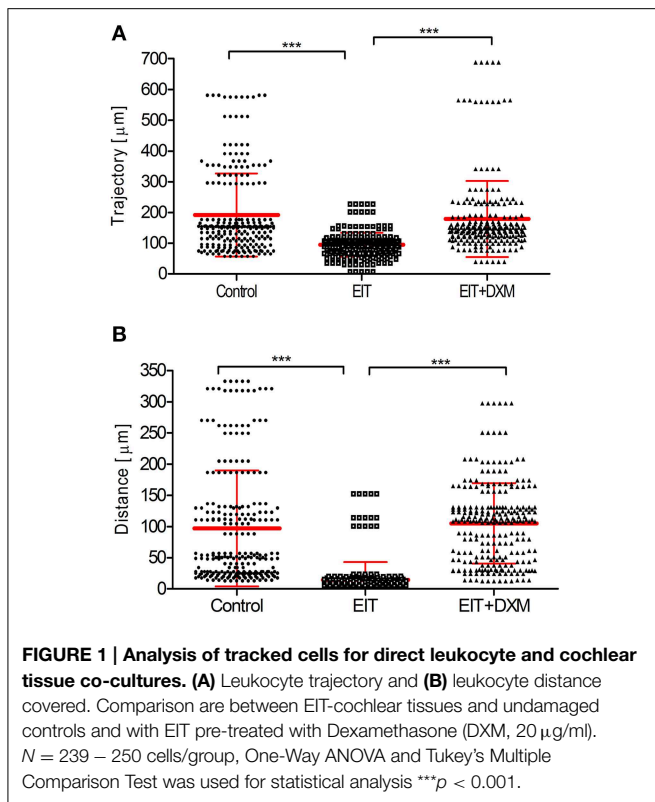 A
***
***
700
600
500
400
300
200
100
0
Trajectory [μm]
Control
EIT
EIT+DXM
B
***
***
350
300
250
200
150
100
50
0
Distance [μm]
Control
EIT
EIT+DXM
FIGURE 1 | Analysis of tracked cells for direct leukocyte and cochlear
tissue co-cultures. (A) Leukocyte trajectory and (B) leukocyte distance
covered. Comparison are between EIT-cochlear tissues and undamaged
controls and with EIT pre-treated with Dexamethasone (DXM, 20 μg/ml).
N = 239 – 250 cells/group, One-Way ANOVA and Tukey's Multiple
Comparison Test was used for statistical analysis ***p < 0.001.